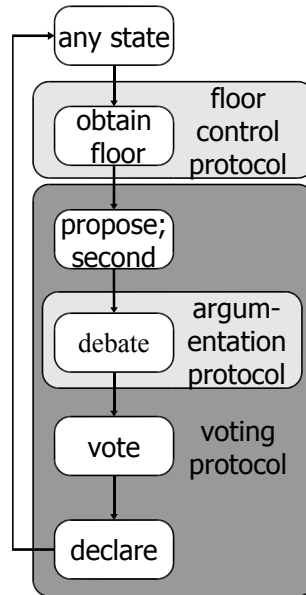 any state
obtain
floor
floor
control
protocol
propose;
second
debate
argum-
entation
protocol
vote
voting
protocol
declare